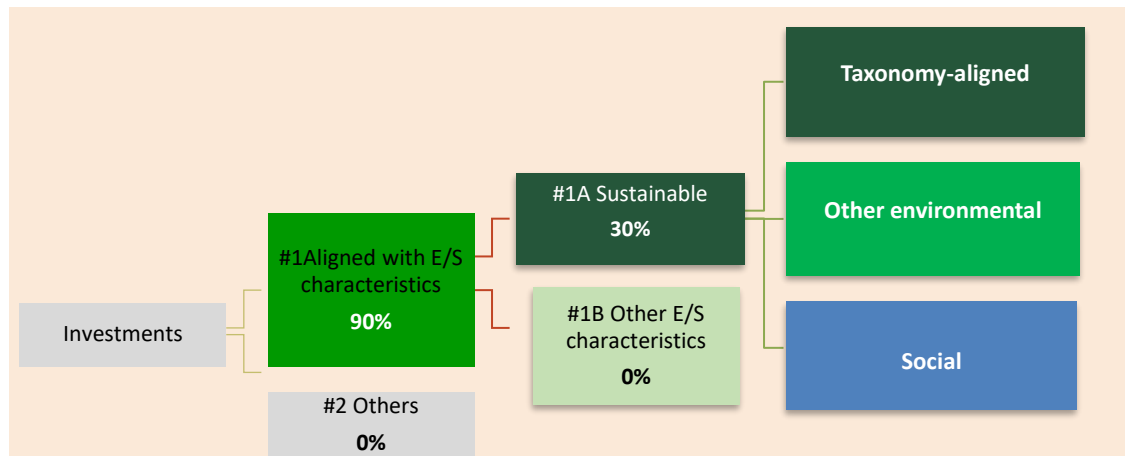 Investments
#1Aligned with E/S
characteristics
90%
#2 Others
0%
#1A Sustainable
30%
#1B Other E/S
characteristics
0%
Taxonomy-aligned
Other environmental
Social